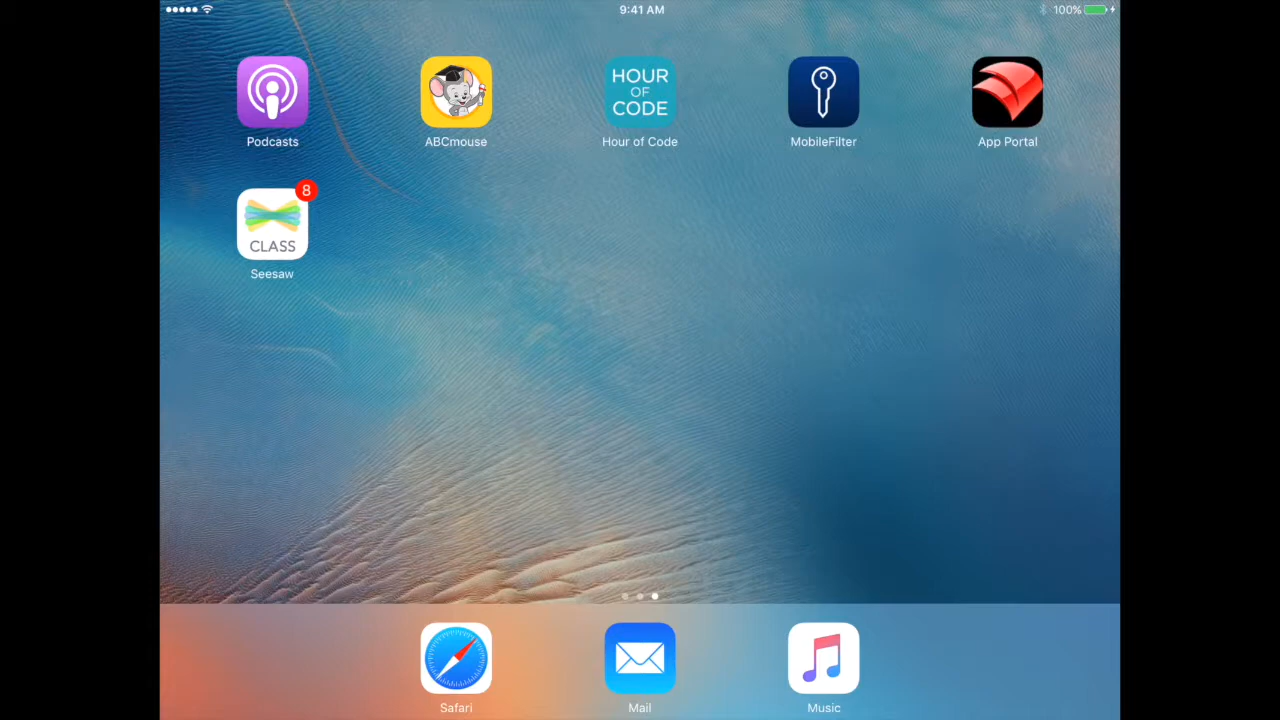 9:41 AM
100%
Podcasts
ABCmouse
HOUR
OF
CODE
Hour of Code
MobileFilter
App Portal
8
CLASS
Seesaw
Safari
Mail
Music